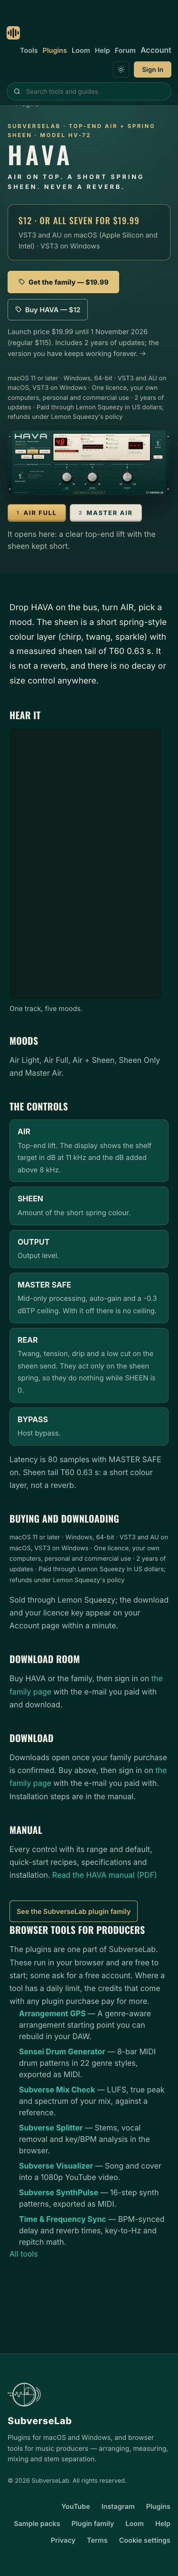 Tools Plugins Loom Help Forum Account
Sign In
Search tools and guides
SUBVERSELAB · TOP-END AIR + SPRING
SHEEN · MODEL HV-72
HAVA
AIR ON TOP. A SHORT SPRING
SHEEN. NEVER A REVERB.
$12 · OR ALL SEVEN FOR $19.99
VST3 and AU on macOS (Apple Silicon and
Intel) · VST3 on Windows
Get the family — $19.99
Buy HAVA — $12
Launch price $19.99 until 1 November 2026
(regular $115). Includes 2 years of updates; the
version you have keeps working forever. →
macOS 11 or later · Windows, 64-bit · VST3 and AU on
macOS, VST3 on Windows · One licence, your own
computers, personal and commercial use · 2 years of
updates · Paid through Lemon Squeezy in US dollars;
refunds under Lemon Squeezy's policy
HAVA
1 AIR FULL
2 MASTER AIR
It opens here: a clear top-end lift with the
sheen kept short.
Drop HAVA on the bus, turn AIR, pick a
mood. The sheen is a short spring-style
colour layer (chirp, twang, sparkle) with
a measured sheen tail of T60 0.63 s. It
is not a reverb, and there is no decay or
size control anywhere.
HEAR IT
One track, five moods.
MOODS
Air Light, Air Full, Air + Sheen, Sheen Only
and Master Air.
THE CONTROLS
AIR
Top-end lift. The display shows the shelf
target in dB at 11 kHz and the dB added
above 8 kHz.
SHEEN
Amount of the short spring colour.
OUTPUT
Output level.
MASTER SAFE
Mid-only processing, auto-gain and a -0.3
dBTP ceiling. With it off there is no ceiling.
REAR
Twang, tension, drip and a low cut on the
sheen send. They act only on the sheen
spring, so they do nothing while SHEEN is
0.
BYPASS
Host bypass.
Latency is 80 samples with MASTER SAFE
on. Sheen tail T60 0.63 s: a short colour
layer, not a reverb.
BUYING AND DOWNLOADING
macOS 11 or later · Windows, 64-bit · VST3 and AU on
macOS, VST3 on Windows · One licence, your own
computers, personal and commercial use · 2 years of
updates · Paid through Lemon Squeezy in US dollars;
refunds under Lemon Squeezy's policy
Sold through Lemon Squeezy; the download
and your licence key appear on your
Account page within a minute.
DOWNLOAD ROOM
Buy HAVA or the family, then sign in on the
family page with the e-mail you paid with
and download.
DOWNLOAD
Downloads open once your family purchase
is confirmed. Buy above, then sign in on the
family page with the e-mail you paid with.
Installation steps are in the manual.
MANUAL
Every control with its range and default,
quick-start recipes, specifications and
installation. Read the HAVA manual (PDF)
See the SubverseLab plugin family
BROWSER TOOLS FOR PRODUCERS
The plugins are one part of SubverseLab.
These run in your browser and are free to
start; some ask for a free account. Where a
tool has a daily limit, the credits that come
with any plugin purchase pay for more.
Arrangement GPS — A genre-aware
arrangement starting point you can
rebuild in your DAW.
Sensei Drum Generator — 8-bar MIDI
drum patterns in 22 genre styles,
exported as MIDI.
Subverse Mix Check — LUFS, true peak
and spectrum of your mix, against a
reference.
Subverse Splitter — Stems, vocal
removal and key/BPM analysis in the
browser.
Subverse Visualizer — Song and cover
into a 1080p YouTube video.
Subverse SynthPulse — 16-step synth
patterns, exported as MIDI.
Time & Frequency Sync — BPM-synced
delay and reverb times, key-to-Hz and
repitch math.
All tools
SubverseLab
Plugins for macOS and Windows, and browser
tools for music producers — arranging, measuring,
mixing and stem separation.
© 2026 SubverseLab. All rights reserved.
YouTube Instagram Plugins
Sample packs Plugin family Loom Help
Privacy Terms Cookie settings